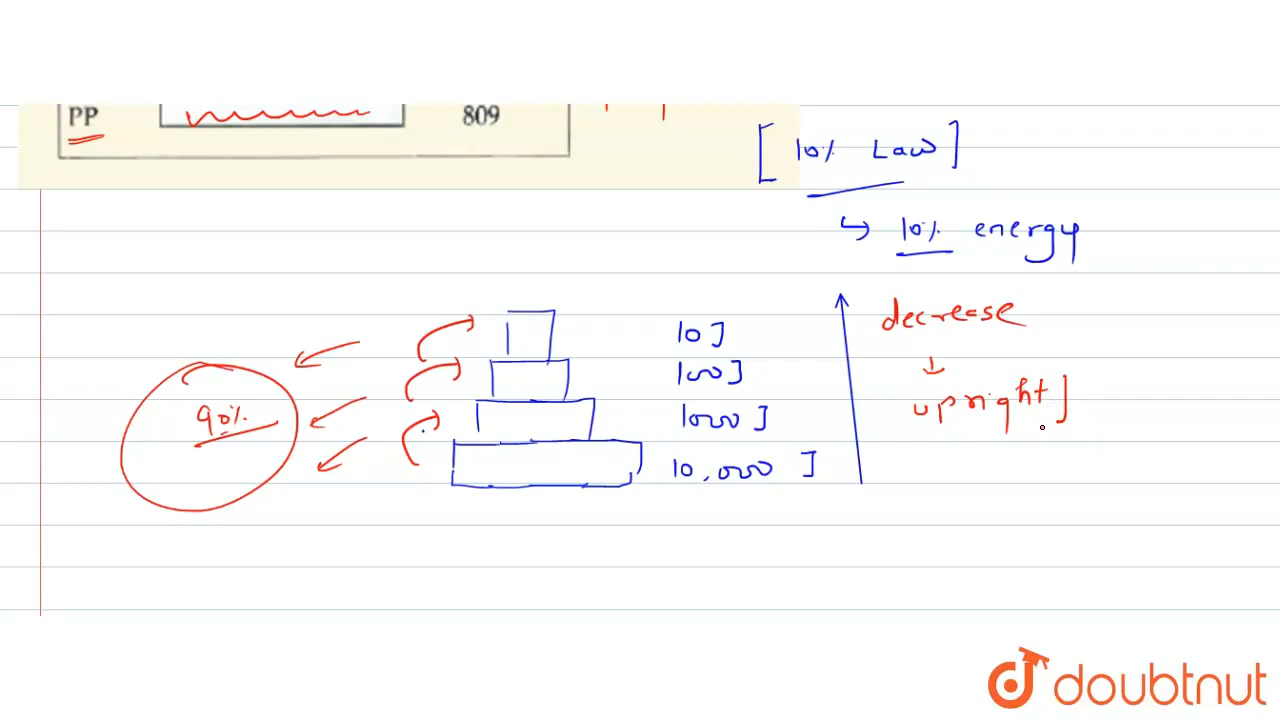 PP 809
[ 10% Law ]
↳ 10% energy
decrease
↓
upright ]
10 J
100 J
1000 J
10,000 J
90%
doubtnut